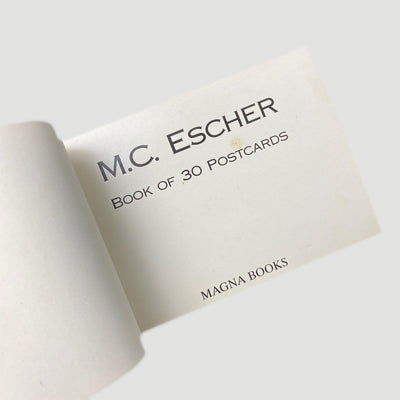 M.C. ESCHER
BOOK OF 30 POSTCARDS
MAGNA BOOKS